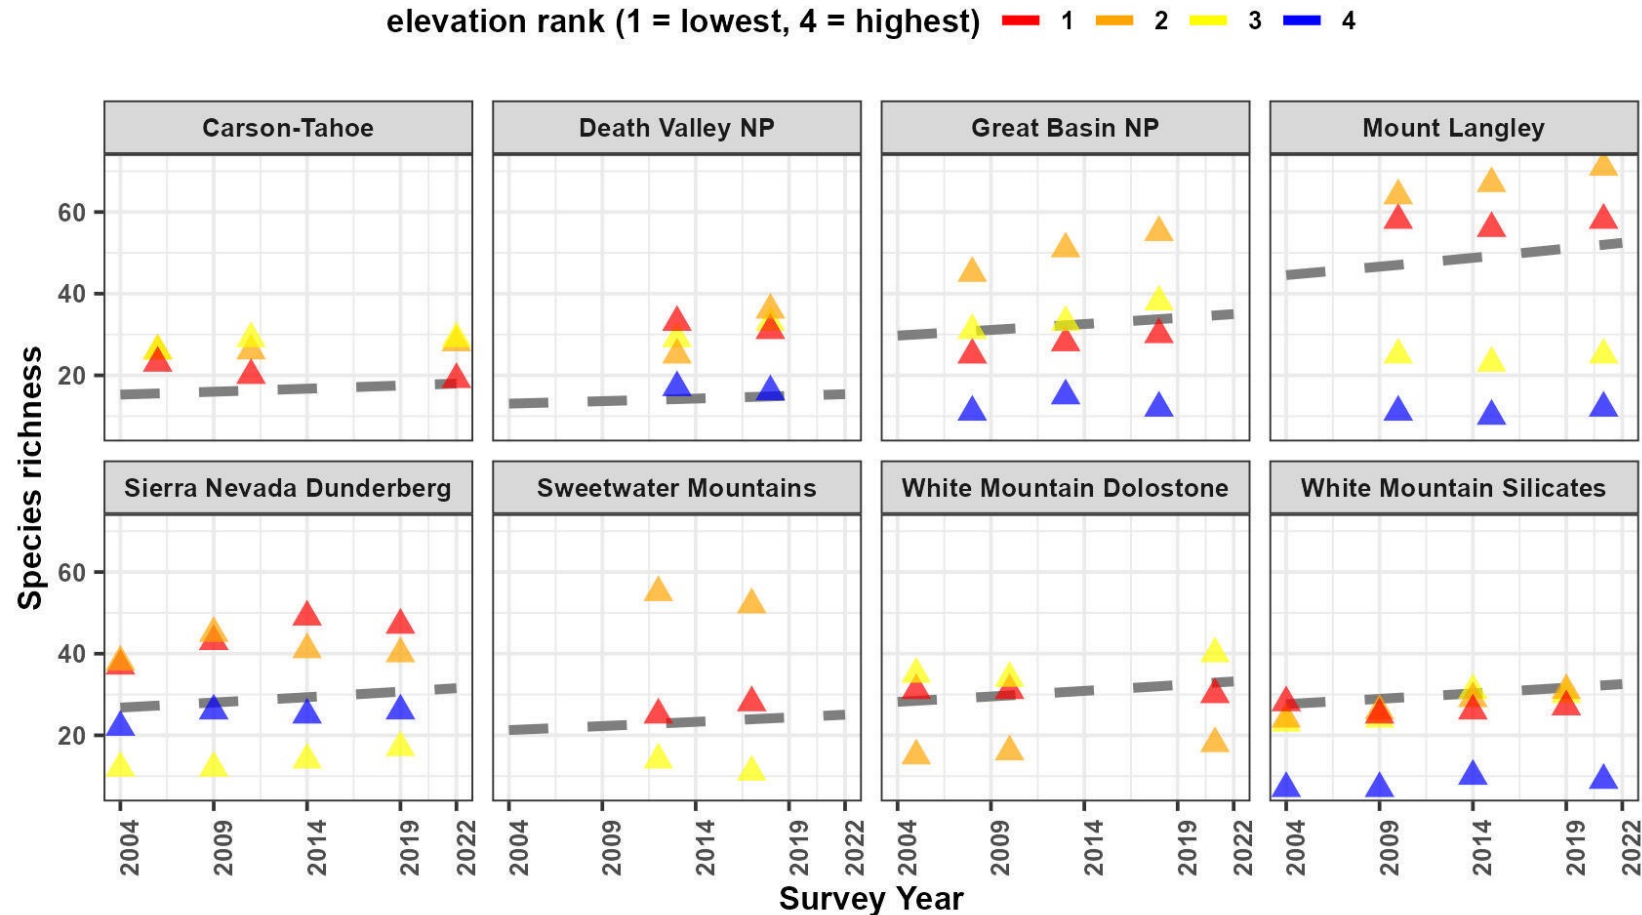 elevation rank (1 = lowest, 4 = highest) 1 2 3 4
Carson-Tahoe
Death Valley NP
Great Basin NP
Mount Langley
60
40
20
Sierra Nevada Dunderberg
Sweetwater Mountains
White Mountain Dolostone
White Mountain Silicates
60
40
20
Species richness
2004 2009 2014 2019 2022
2004 2009 2014 2019 2022
2004 2009 2014 2019 2022
2004 2009 2014 2019 2022
Survey Year